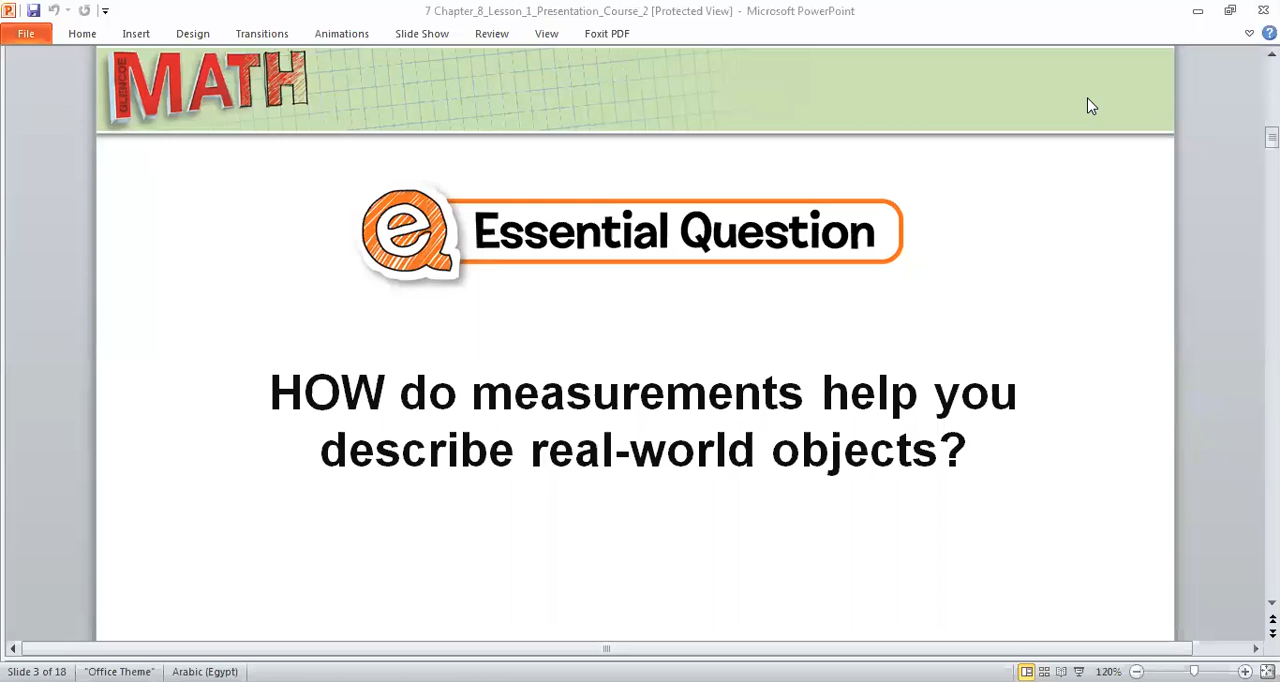 7 Chapter_8_Lesson_1_Presentation_Course_2 [Protected View] - Microsoft PowerPoint
File Home Insert Design Transitions Animations Slide Show Review View Foxit PDF
GLENCOE MATH
eQ Essential Question
HOW do measurements help you
describe real-world objects?
Slide 3 of 18 "Office Theme" Arabic (Egypt) 120%